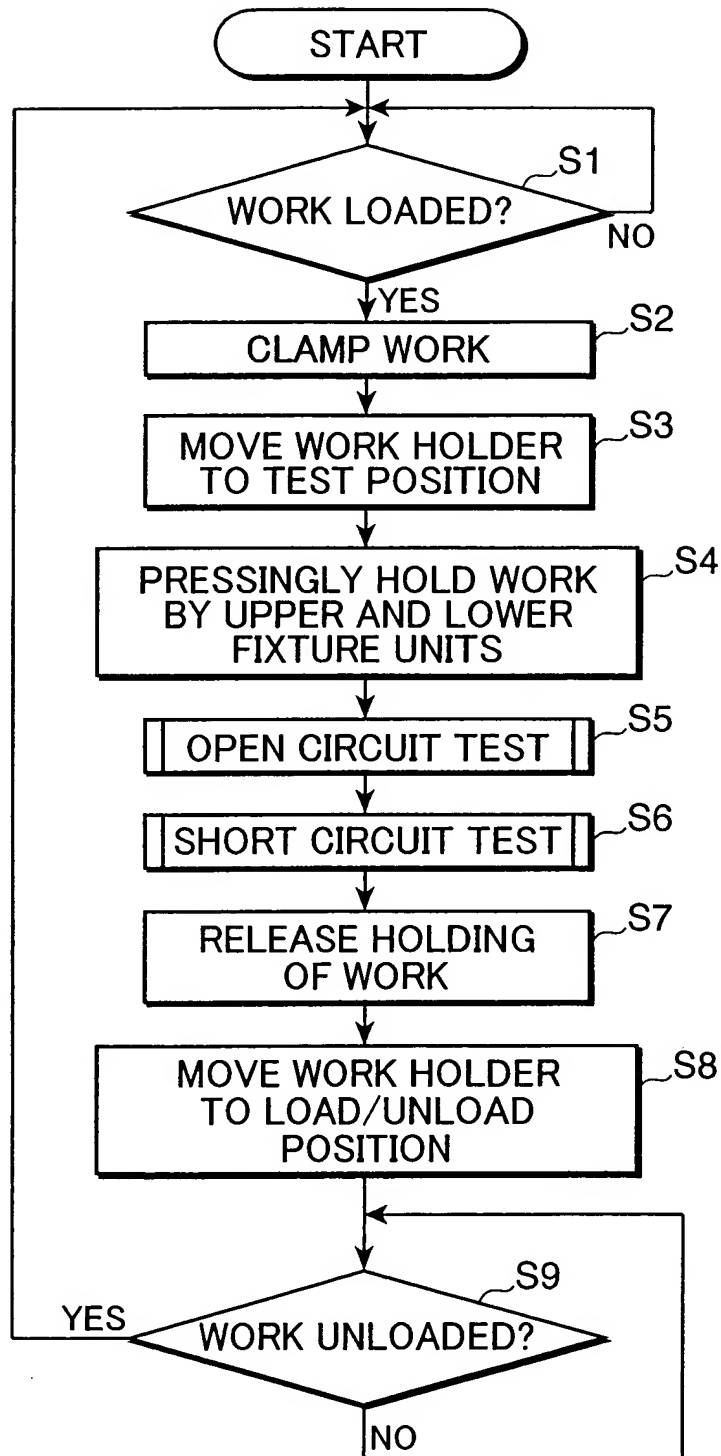 START
S1
WORK LOADED?
NO
YES
S2
CLAMP WORK
S3
MOVE WORK HOLDER
TO TEST POSITION
S4
PRESSINGLY HOLD WORK
BY UPPER AND LOWER
FIXTURE UNITS
S5
OPEN CIRCUIT TEST
S6
SHORT CIRCUIT TEST
S7
RELEASE HOLDING
OF WORK
S8
MOVE WORK HOLDER
TO LOAD/UNLOAD
POSITION
S9
YES
WORK UNLOADED?
NO